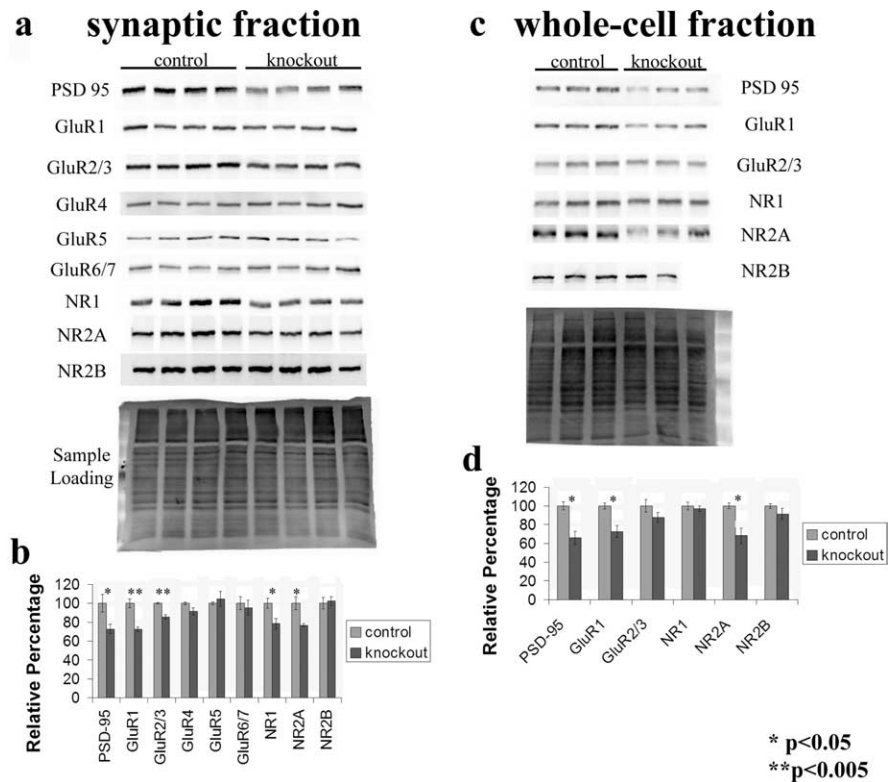 a synaptic fraction
control knockout
PSD 95
GluR1
GluR2/3
GluR4
GluR5
GluR6/7
NR1
NR2A
NR2B
Sample
Loading
b
Relative Percentage
120
100
80
60
40
20
0
* ** ** * *
control
knockout
PSD-95
GluR1
GluR2/3
GluR4
GluR5
GluR6/7
NR1
NR2A
NR2B
c whole-cell fraction
control knockout
PSD 95
GluR1
GluR2/3
NR1
NR2A
NR2B
d
Relative Percentage
120
100
80
60
40
20
0
* * *
control
knockout
PSD-95
GluR1
GluR2/3
NR1
NR2A
NR2B
* p<0.05
**p<0.005